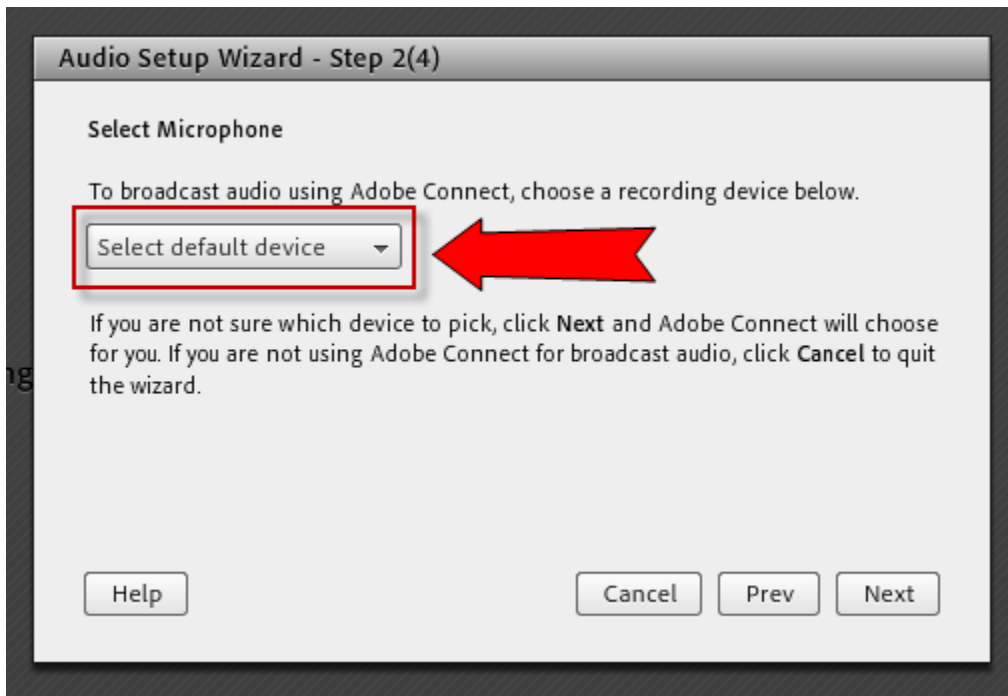 Audio Setup Wizard - Step 2(4)
Select Microphone
To broadcast audio using Adobe Connect, choose a recording device below.
Select default device
If you are not sure which device to pick, click Next and Adobe Connect will choose
for you. If you are not using Adobe Connect for broadcast audio, click Cancel to quit
the wizard.
Help
Cancel
Prev
Next